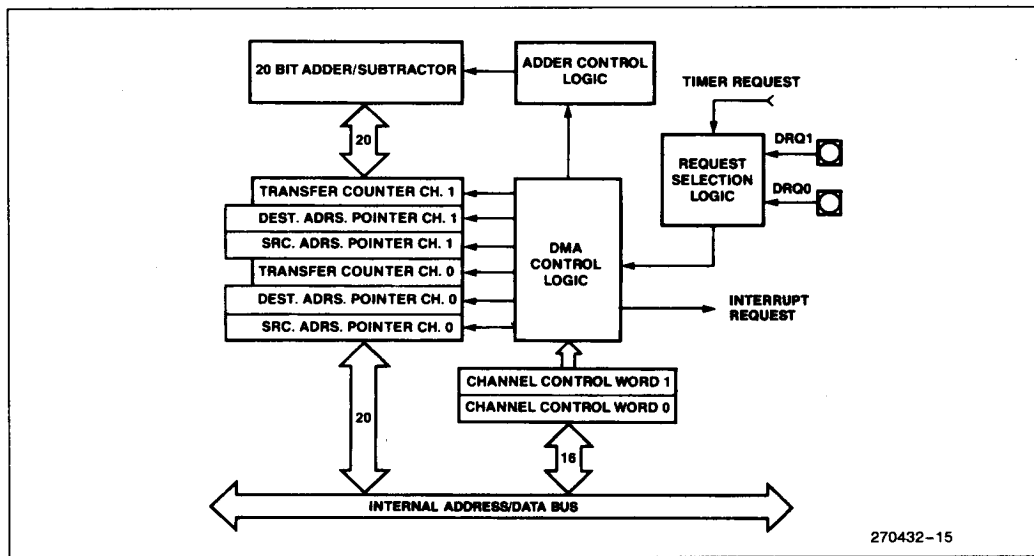 20 BIT ADDER/SUBTRACTOR
ADDER CONTROL
LOGIC
TIMER REQUEST
20
REQUEST
SELECTION
LOGIC
DRQ1
DRQ0
TRANSFER COUNTER CH. 1
DEST. ADRS. POINTER CH. 1
SRC. ADRS. POINTER CH. 1
TRANSFER COUNTER CH. 0
DEST. ADRS. POINTER CH. 0
SRC. ADRS. POINTER CH. 0
DMA
CONTROL
LOGIC
INTERRUPT
REQUEST
CHANNEL CONTROL WORD 1
CHANNEL CONTROL WORD 0
20
16
INTERNAL ADDRESS/DATA BUS
270432-15